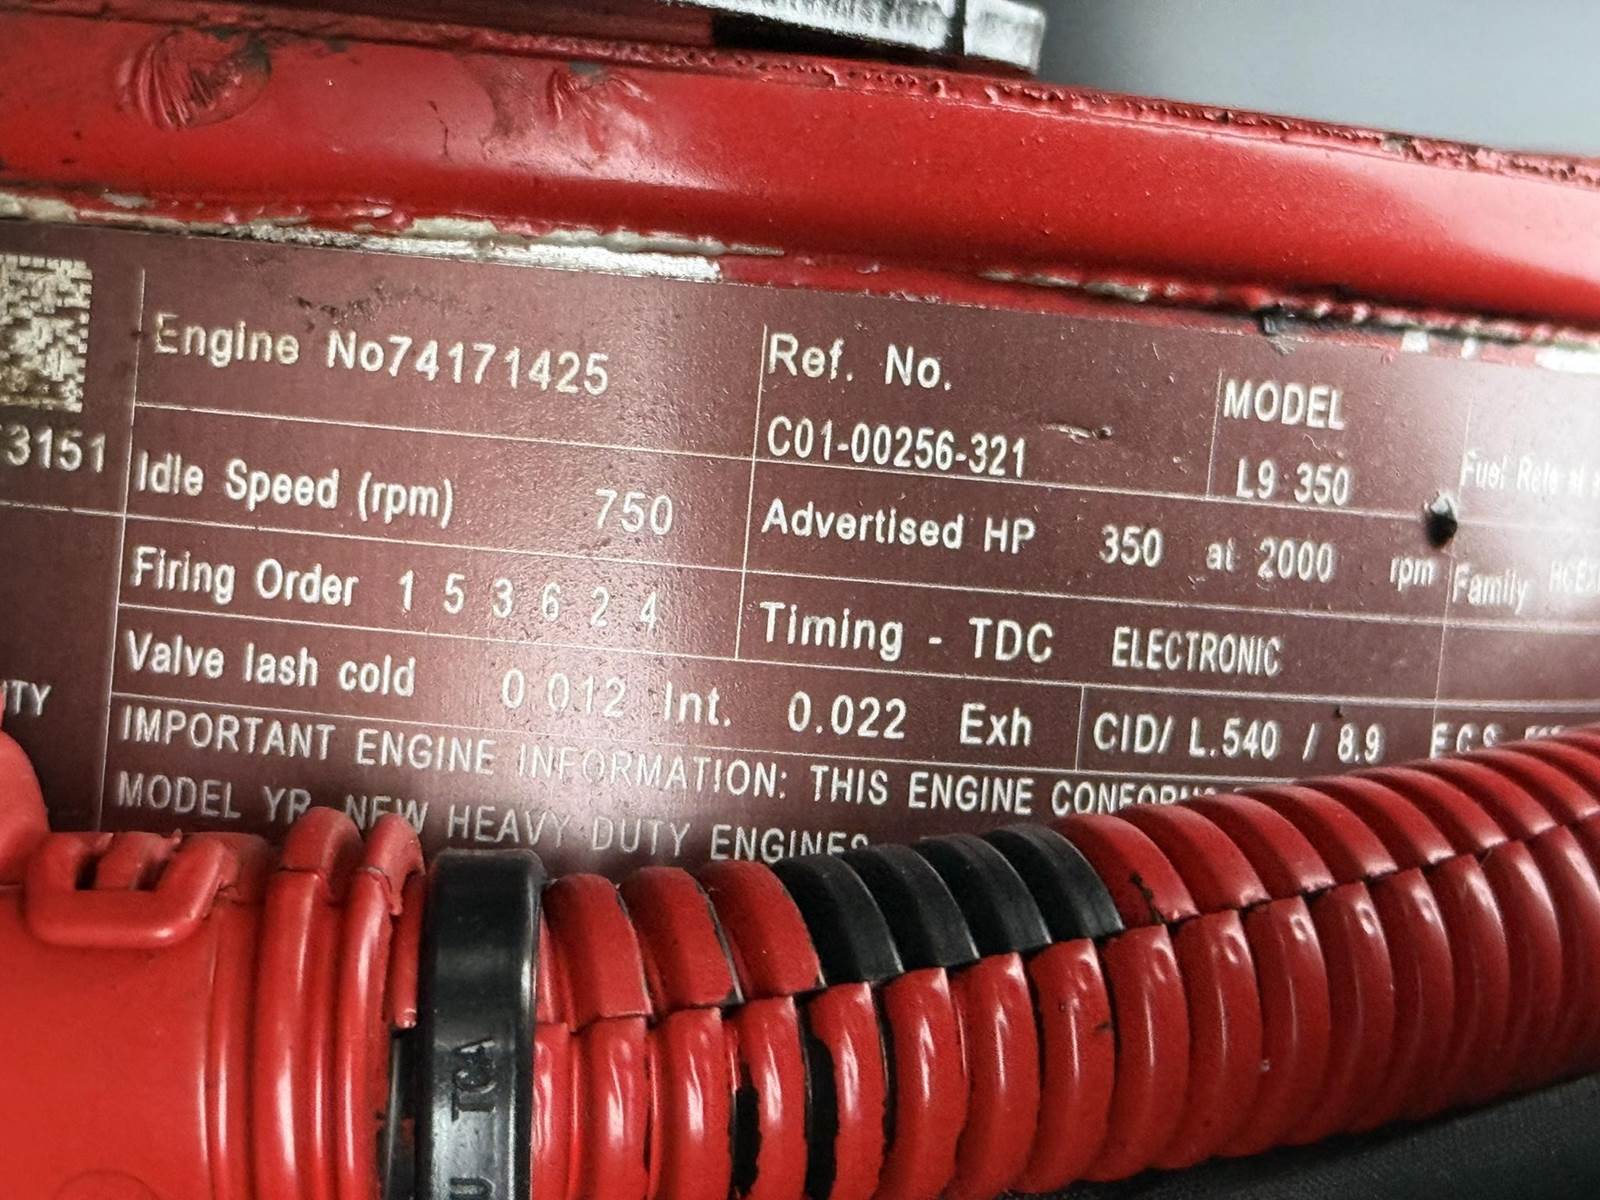 Engine No74171425
Ref. No.
C01-00256-321
MODEL
L9 350
3151
Idle Speed (rpm) 750
Advertised HP 350 at 2000 rpm
Fuel
Family
Firing Order 1 5 3 6 2 4
Timing - TDC ELECTRONIC
Valve lash cold 0.012 Int. 0.022 Exh
CID/ L.540 / 8.9
E.C.S.
TY
IMPORTANT ENGINE INFORMATION: THIS ENGINE
MODEL YR NEW HEAVY DUTY ENGINES
TCA